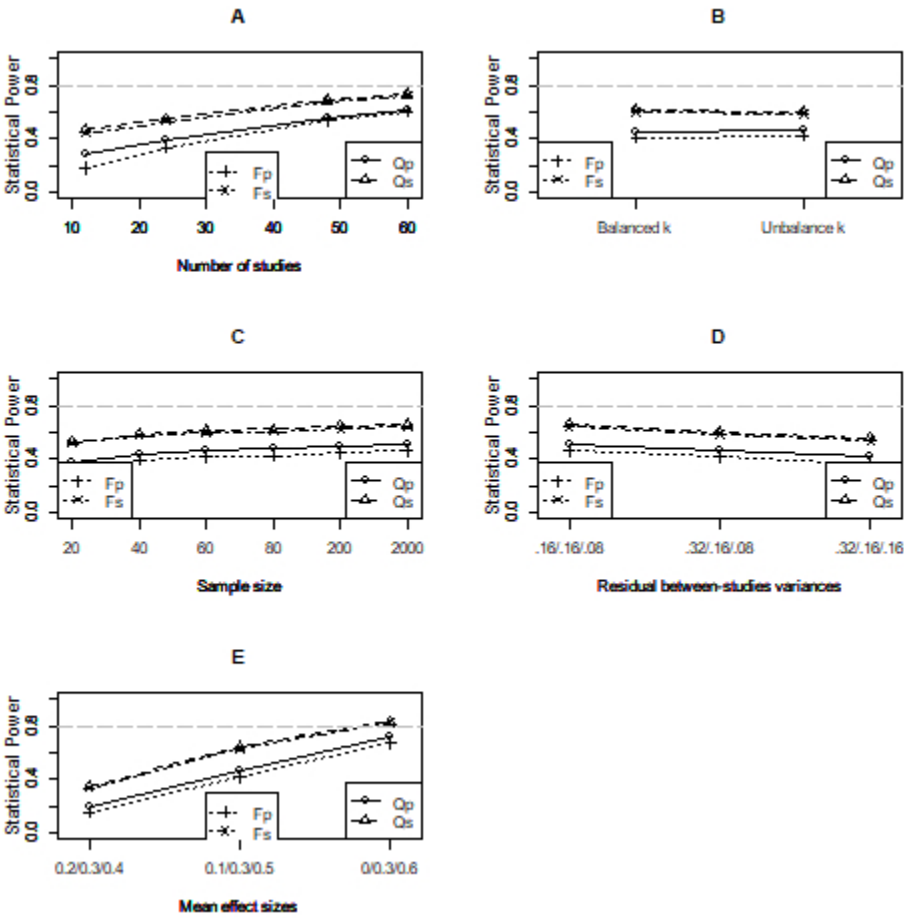 A
Statistical Power
0.0 0.4 0.8
Fp
Fs
Qp
Qs
10 20 30 40 50 60
Number of studies
B
Statistical Power
0.0 0.4 0.8
Fp
Fs
Qp
Qs
Balanced k Unbalance k
C
Statistical Power
0.0 0.4 0.8
Fp
Fs
Qp
Qs
20 40 60 80 200 2000
Sample size
D
Statistical Power
0.0 0.4 0.8
Fp
Fs
Qp
Qs
.16/.16/.08 .32/.16/.08 .32/.16/.16
Residual between-studies variances
E
Statistical Power
0.0 0.4 0.8
Fp
Fs
Qp
Qs
0.2/0.3/0.4 0.1/0.3/0.5 0/0.3/0.6
Mean effect sizes